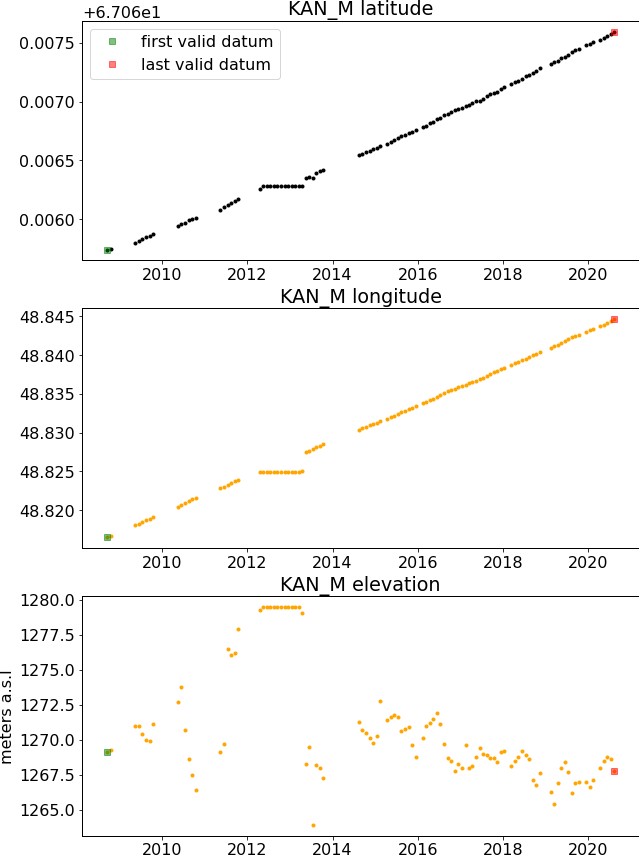 KAN_M latitude
+6.706e1
first valid datum
last valid datum
0.0075
0.0070
0.0065
0.0060
2010 2012 2014 2016 2018 2020
KAN_M longitude
48.845
48.840
48.835
48.830
48.825
48.820
2010 2012 2014 2016 2018 2020
KAN_M elevation
meters a.s.l
1280.0
1277.5
1275.0
1272.5
1270.0
1267.5
1265.0
2010 2012 2014 2016 2018 2020